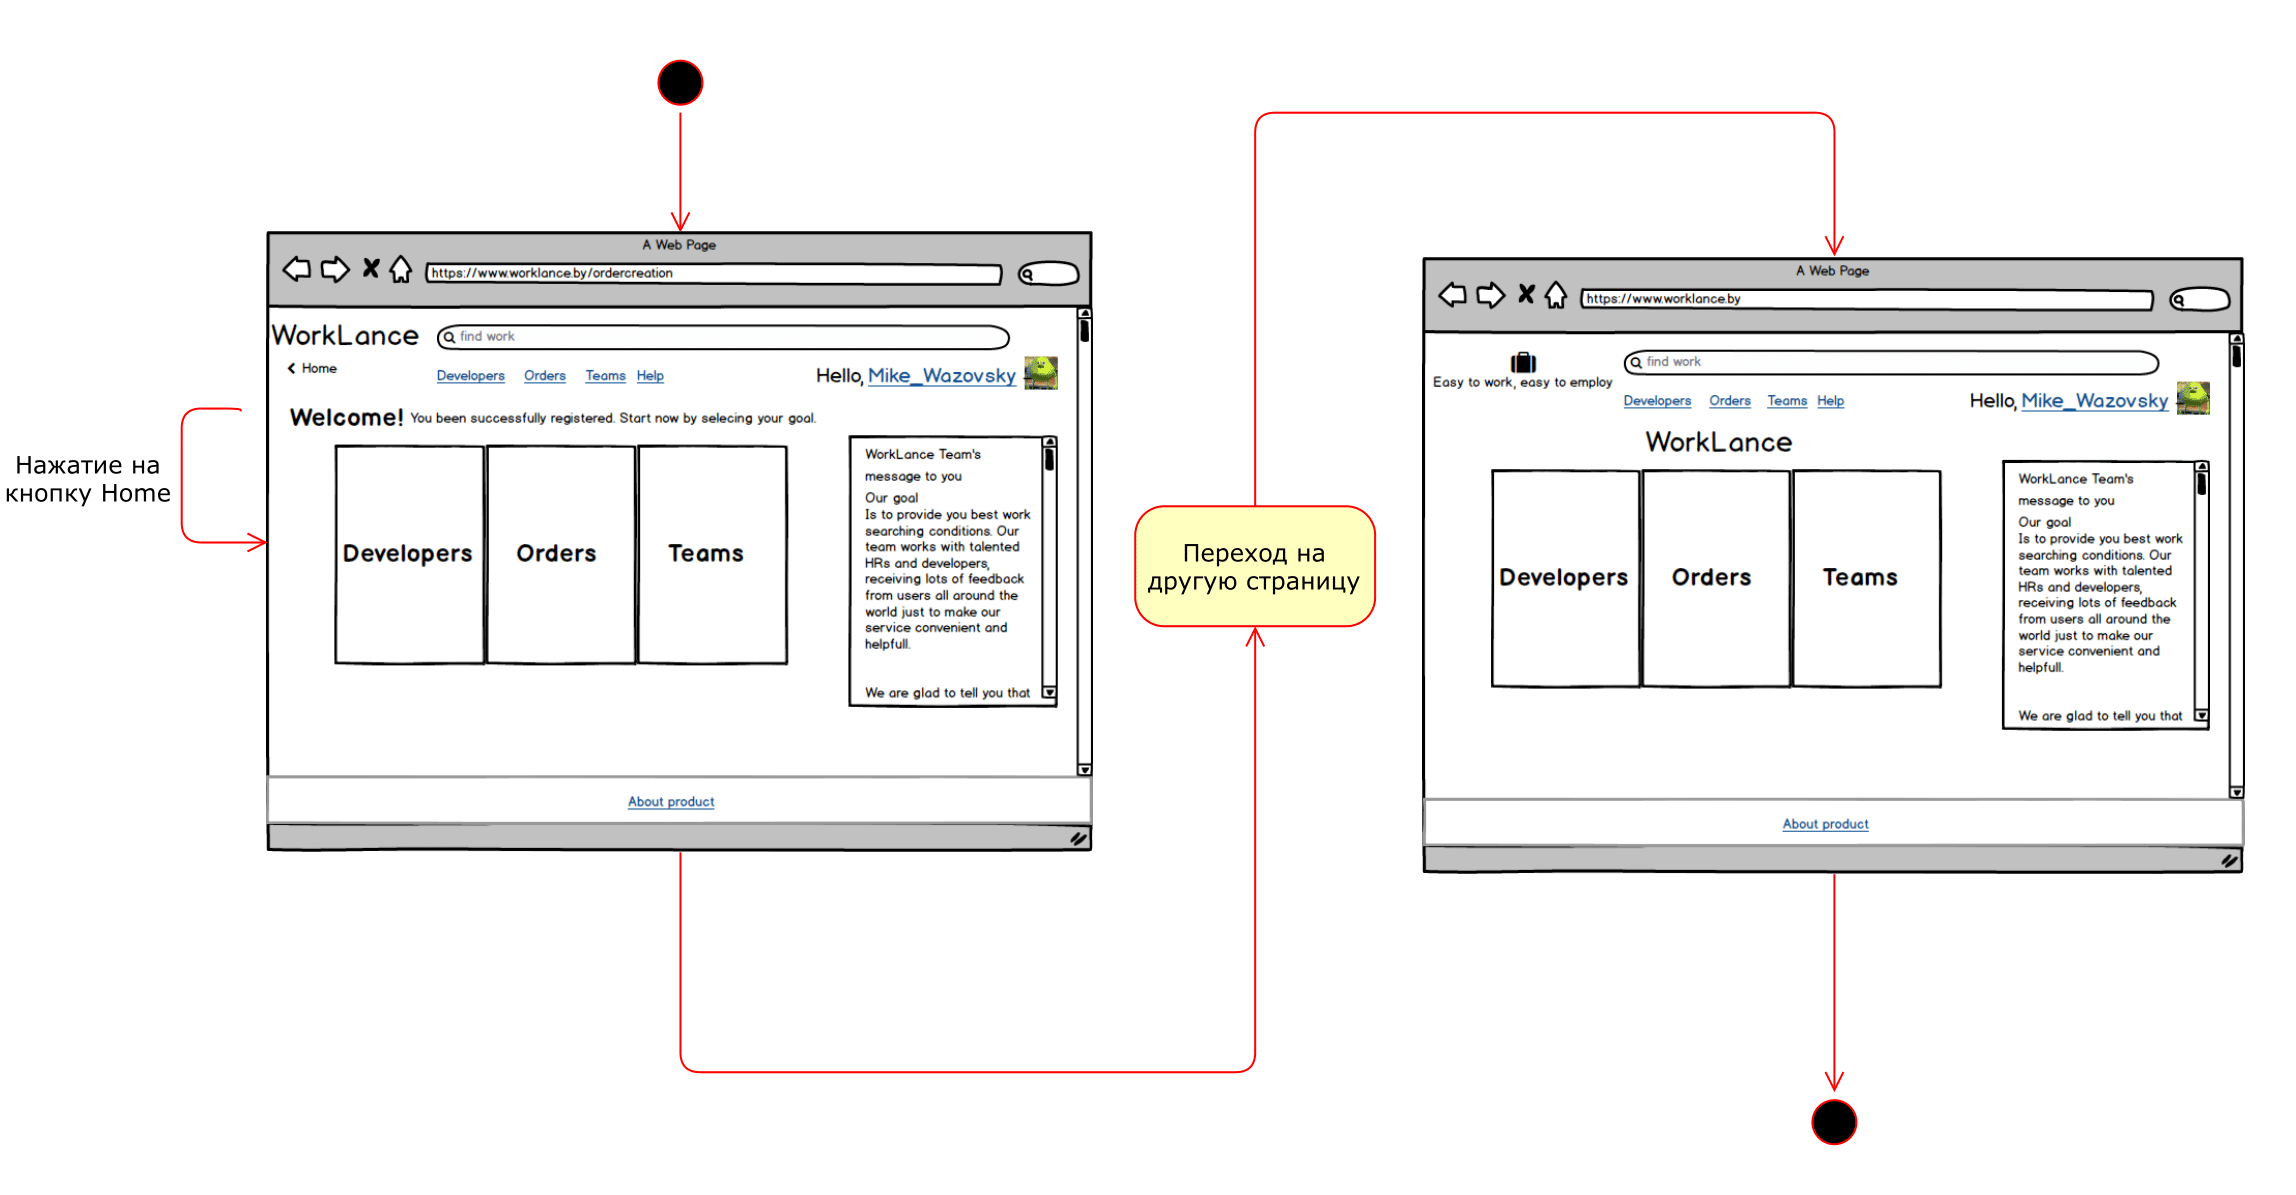 Нажатие на
кнопку Home
A Web Page
https://www.worklance.by/ordercreation
WorkLance
find work
Home
Developers Orders Teams Help
Hello, Mike_Wazovsky
Welcome! You been successfully registered. Start now by selecing your goal.
Developers
Orders
Teams
WorkLance Team's
message to you
Our goal
Is to provide you best work
searching conditions. Our
team works with talented
HRs and developers,
receiving lots of feedback
from users all around the
world just to make our
service convenient and
helpfull.
We are glad to tell you that
About product
Переход на
другую страницу
A Web Page
https://www.worklance.by
Easy to work, easy to employ
find work
Developers Orders Teams Help
Hello, Mike_Wazovsky
WorkLance
Developers
Orders
Teams
WorkLance Team's
message to you
Our goal
Is to provide you best work
searching conditions. Our
team works with talented
HRs and developers,
receiving lots of feedback
from users all around the
world just to make our
service convenient and
helpfull.
We are glad to tell you that
About product